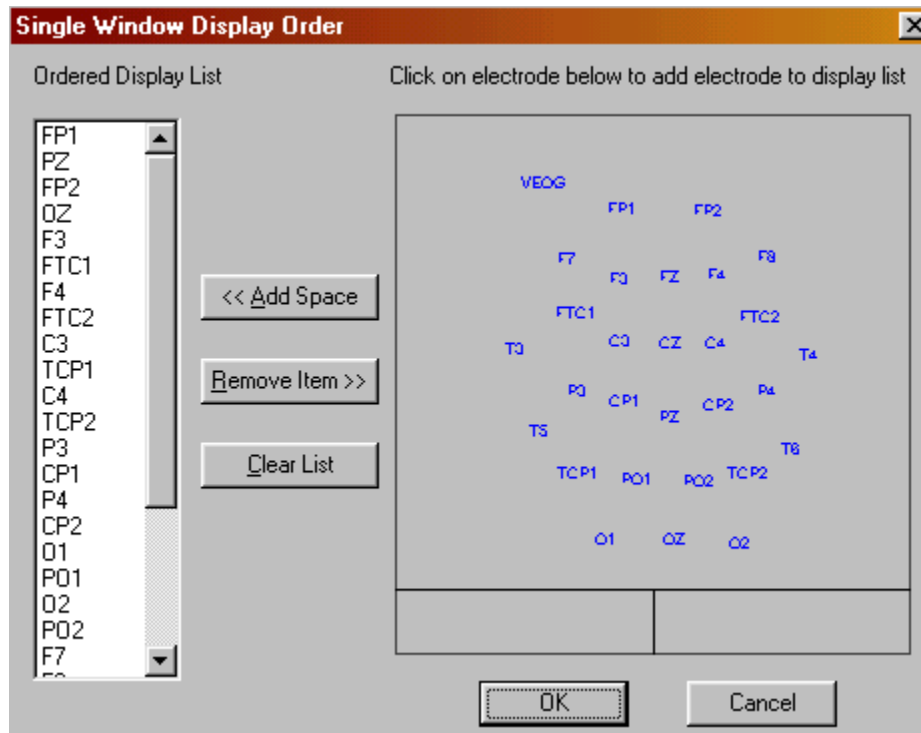 Single Window Display Order
Ordered Display List
Click on electrode below to add electrode to display list
FP1
PZ
FP2
OZ
F3
FTC1
F4
FTC2
C3
TCP1
C4
TCP2
P3
CP1
P4
CP2
O1
PO1
O2
PO2
F7
<< Add Space
Remove Item >>
Clear List
VEOG
FP1 FP2
F7 F8
F3 FZ F4
FTC1 FTC2
T3 C3 CZ C4 T4
P3 CP1 PZ CP2 P4
T5 T6
TCP1 PO1 PO2 TCP2
O1 OZ O2
OK Cancel